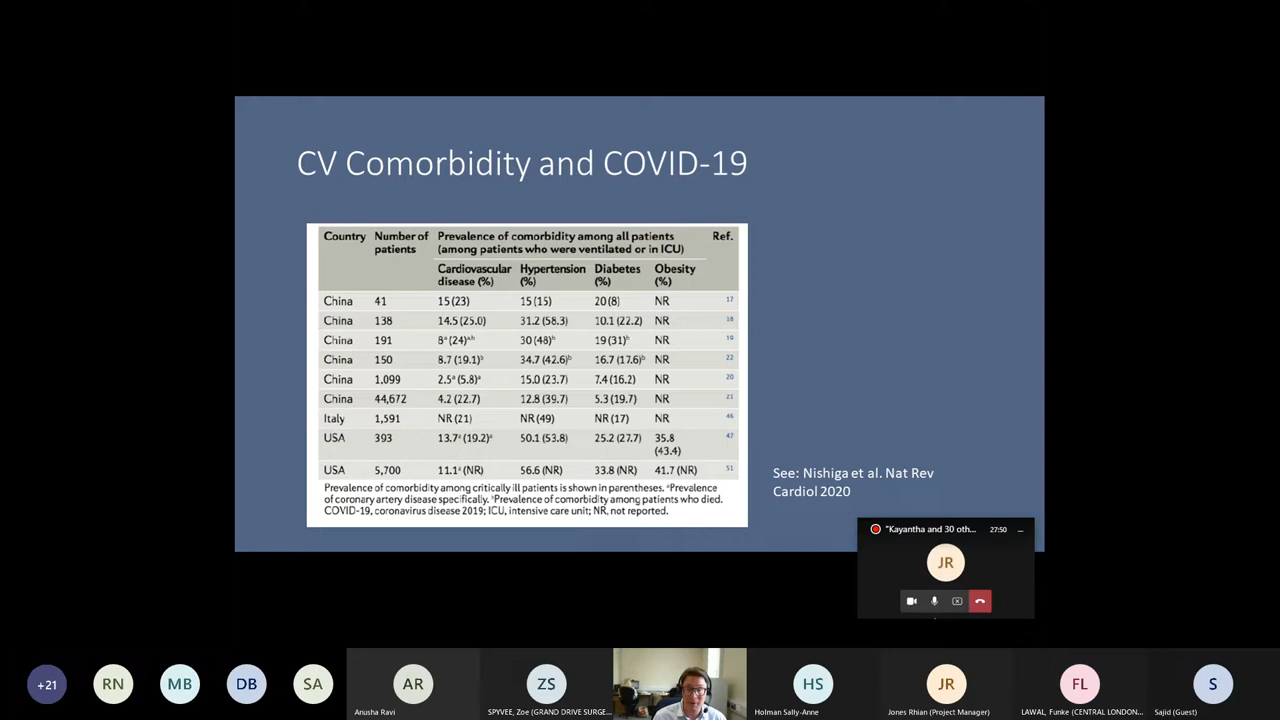 CV Comorbidity and COVID-19
Country Number of patients Prevalence of comorbidity among all patients (among patients who were ventilated or in ICU) Ref.
Cardiovascular disease (%) Hypertension (%) Diabetes (%) Obesity (%)
China 41 15 (23) 15 (15) 20 (8) NR 17
China 138 14.5 (25.0) 31.2 (58.3) 10.1 (22.2) NR 18
China 191 8ᵃ (24)ᵃ,ᵇ 30 (48)ᵇ 19 (31)ᵇ NR 19
China 150 8.7 (19.1)ᵇ 34.7 (42.6)ᵇ 16.7 (17.6)ᵇ NR 22
China 1,099 2.5ᵃ (5.8)ᵃ 15.0 (23.7) 7.4 (16.2) NR 20
China 44,672 4.2 (22.7) 12.8 (39.7) 5.3 (19.7) NR 21
Italy 1,591 NR (21) NR (49) NR (17) NR 46
USA 393 13.7ᵃ (19.2)ᵃ 50.1 (53.8) 25.2 (27.7) 35.8 (43.4) 47
USA 5,700 11.1ᵃ (NR) 56.6 (NR) 33.8 (NR) 41.7 (NR) 51
Prevalence of comorbidity among critically ill patients is shown in parentheses. ᵃPrevalence
of coronary artery disease specifically. ᵇPrevalence of comorbidity among patients who died.
COVID-19, coronavirus disease 2019; ICU, intensive care unit; NR, not reported.
See: Nishiga et al. Nat Rev
Cardiol 2020
"Kayantha and 30 oth... 27:50
JR
+21 RN MB DB SA AR ZS HS JR FL S
Anusha Ravi SPYVEE, Zoe (GRAND DRIVE SURGE... Holman Sally-Anne Jones Rhian (Project Manager) LAWAL, Funke (CENTRAL LONDON... Sajid (Guest)